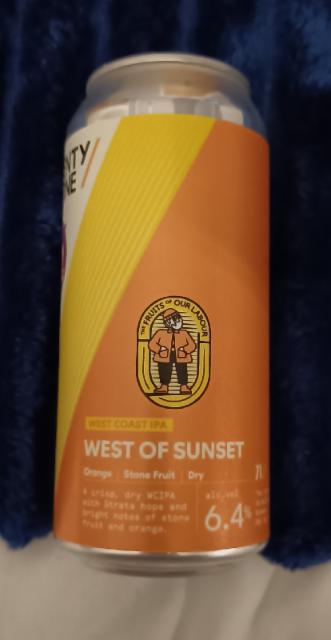 NTY
NE
THE FRUITS OF OUR LABOUR
WEST COAST IPA
WEST OF SUNSET
Orange | Stone Fruit | Dry
A crisp, dry WCIPA
with Strata hops and
bright notes of stone
fruit and orange.
alc.vol
6.4%